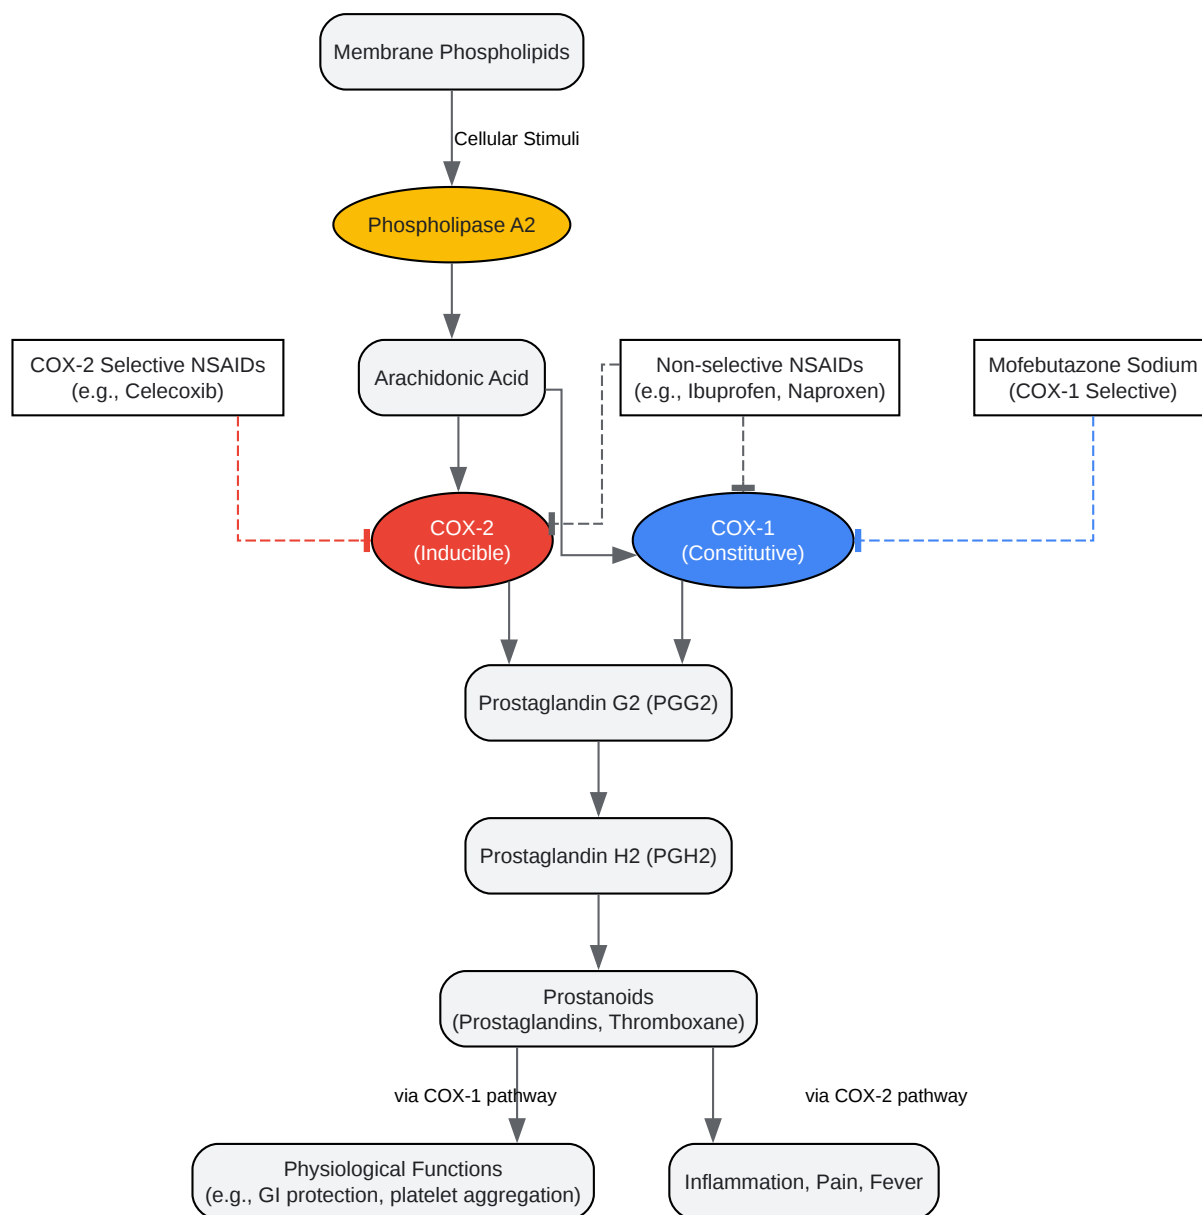 Membrane Phospholipids
Cellular Stimuli
Phospholipase A2
COX-2 Selective NSAIDs
(e.g., Celecoxib)
Arachidonic Acid
Non-selective NSAIDs
(e.g., Ibuprofen, Naproxen)
Mofebutazone Sodium
(COX-1 Selective)
COX-2
(Inducible)
COX-1
(Constitutive)
Prostaglandin G2 (PGG2)
Prostaglandin H2 (PGH2)
Prostanoids
(Prostaglandins, Thromboxane)
via COX-1 pathway
via COX-2 pathway
Physiological Functions
(e.g., GI protection, platelet aggregation)
Inflammation, Pain, Fever